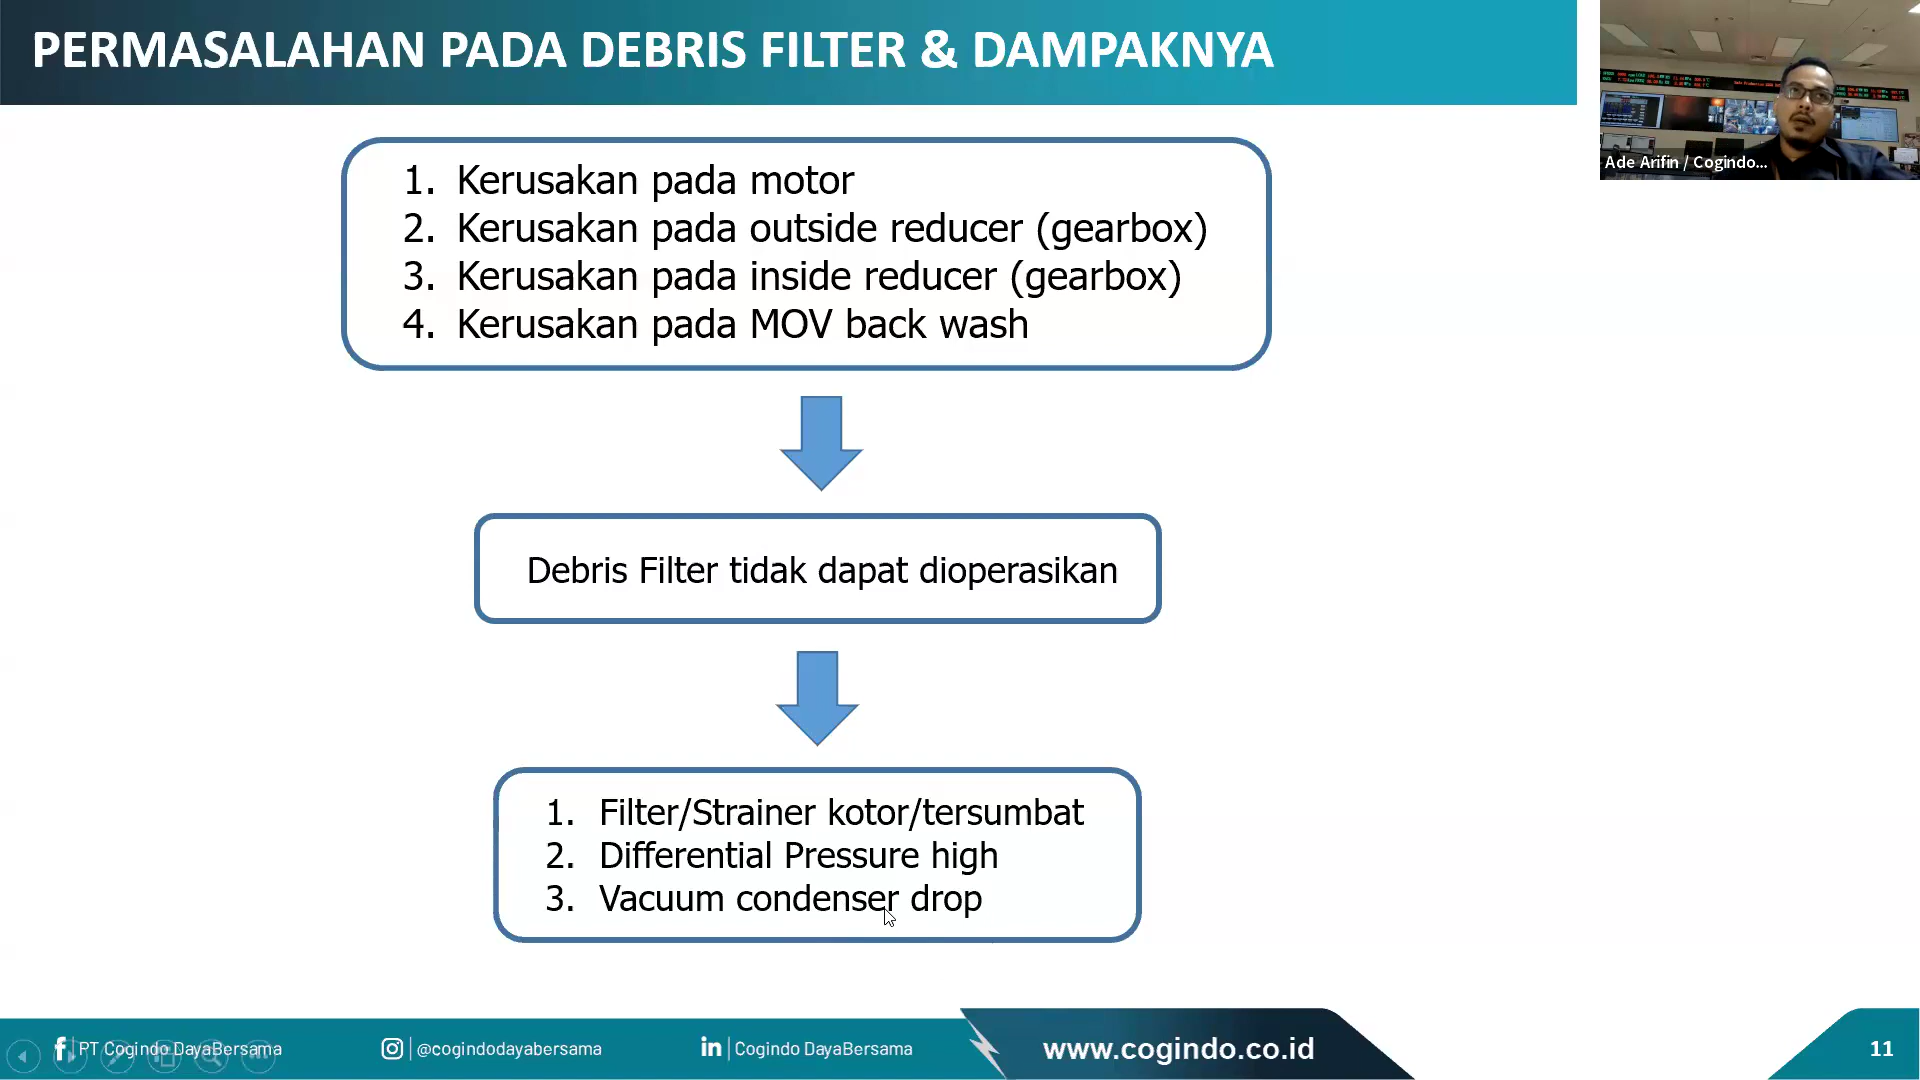 PERMASALAHAN PADA DEBRIS FILTER & DAMPAKNYA
Ade Arifin / Cogindo...
1. Kerusakan pada motor
2. Kerusakan pada outside reducer (gearbox)
3. Kerusakan pada inside reducer (gearbox)
4. Kerusakan pada MOV back wash
Debris Filter tidak dapat dioperasikan
1. Filter/Strainer kotor/tersumbat
2. Differential Pressure high
3. Vacuum condenser drop
PT Cogindo DayaBersama
@cogindodayabersama
Cogindo DayaBersama
www.cogindo.co.id
11